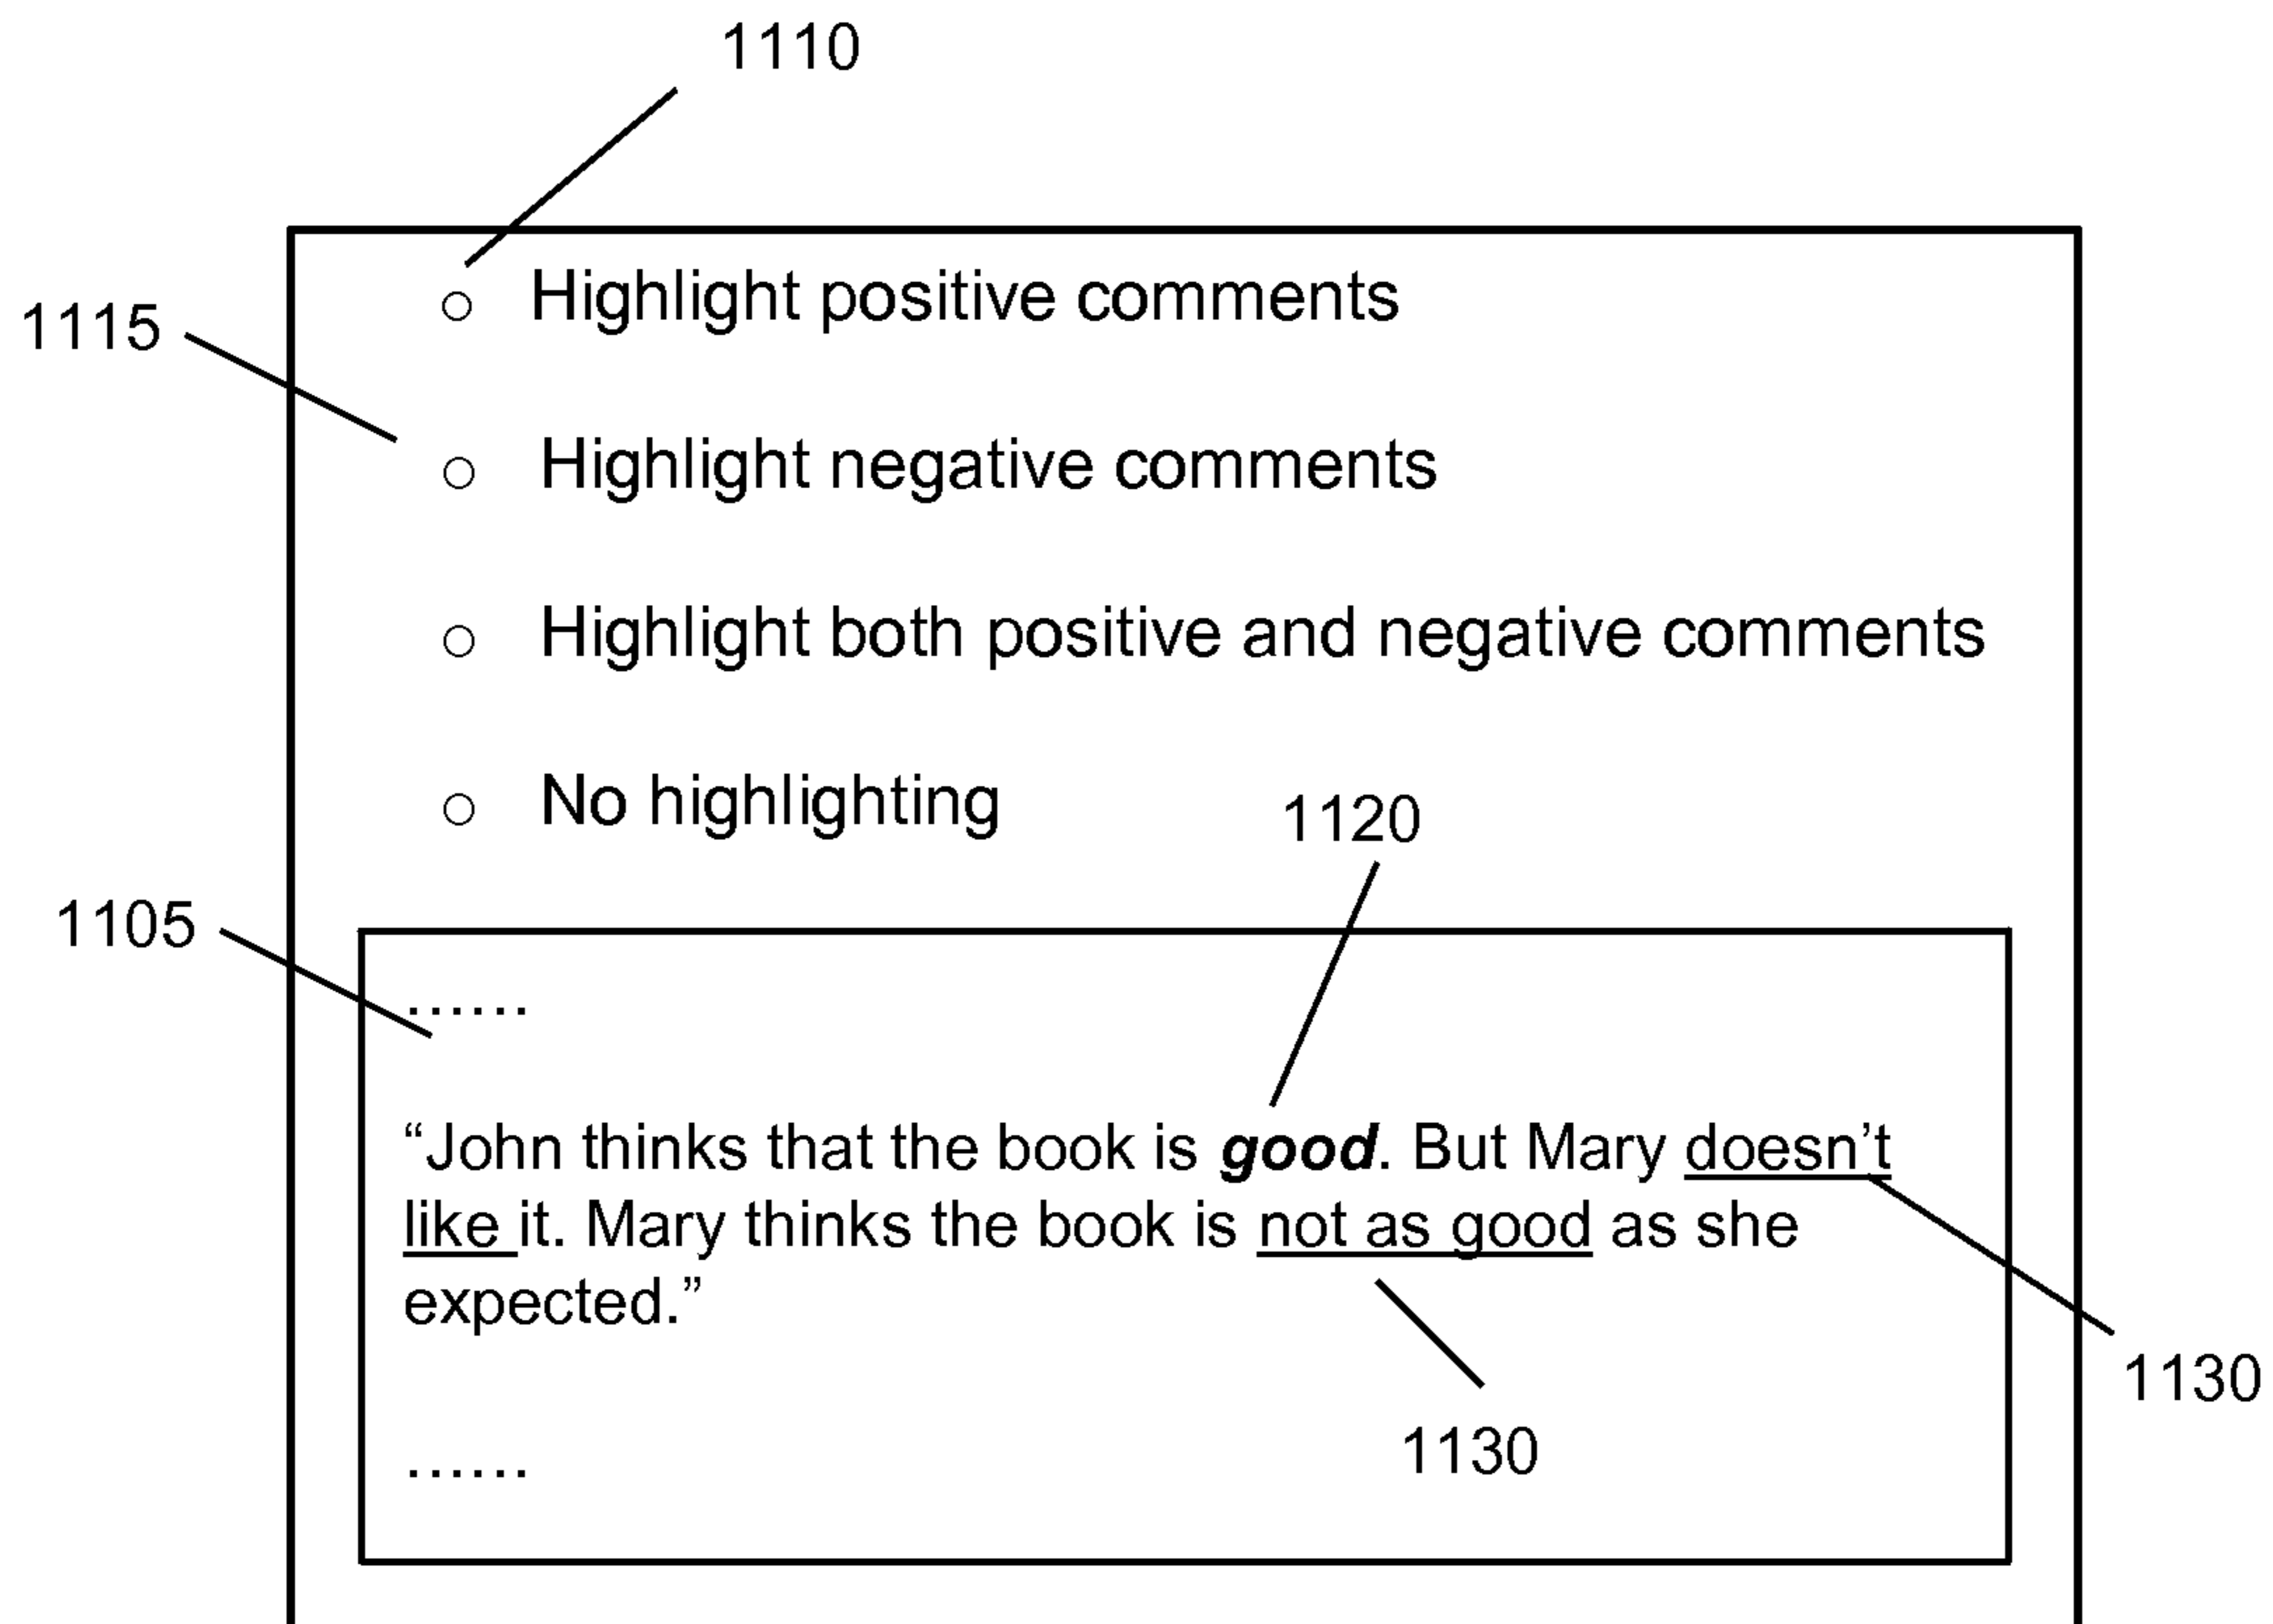 1110
Highlight positive comments
1115
Highlight negative comments
Highlight both positive and negative comments
No highlighting
1120
1105
......
“John thinks that the book is good. But Mary doesn’t
like it. Mary thinks the book is not as good as she
expected.”
1130
1130
......